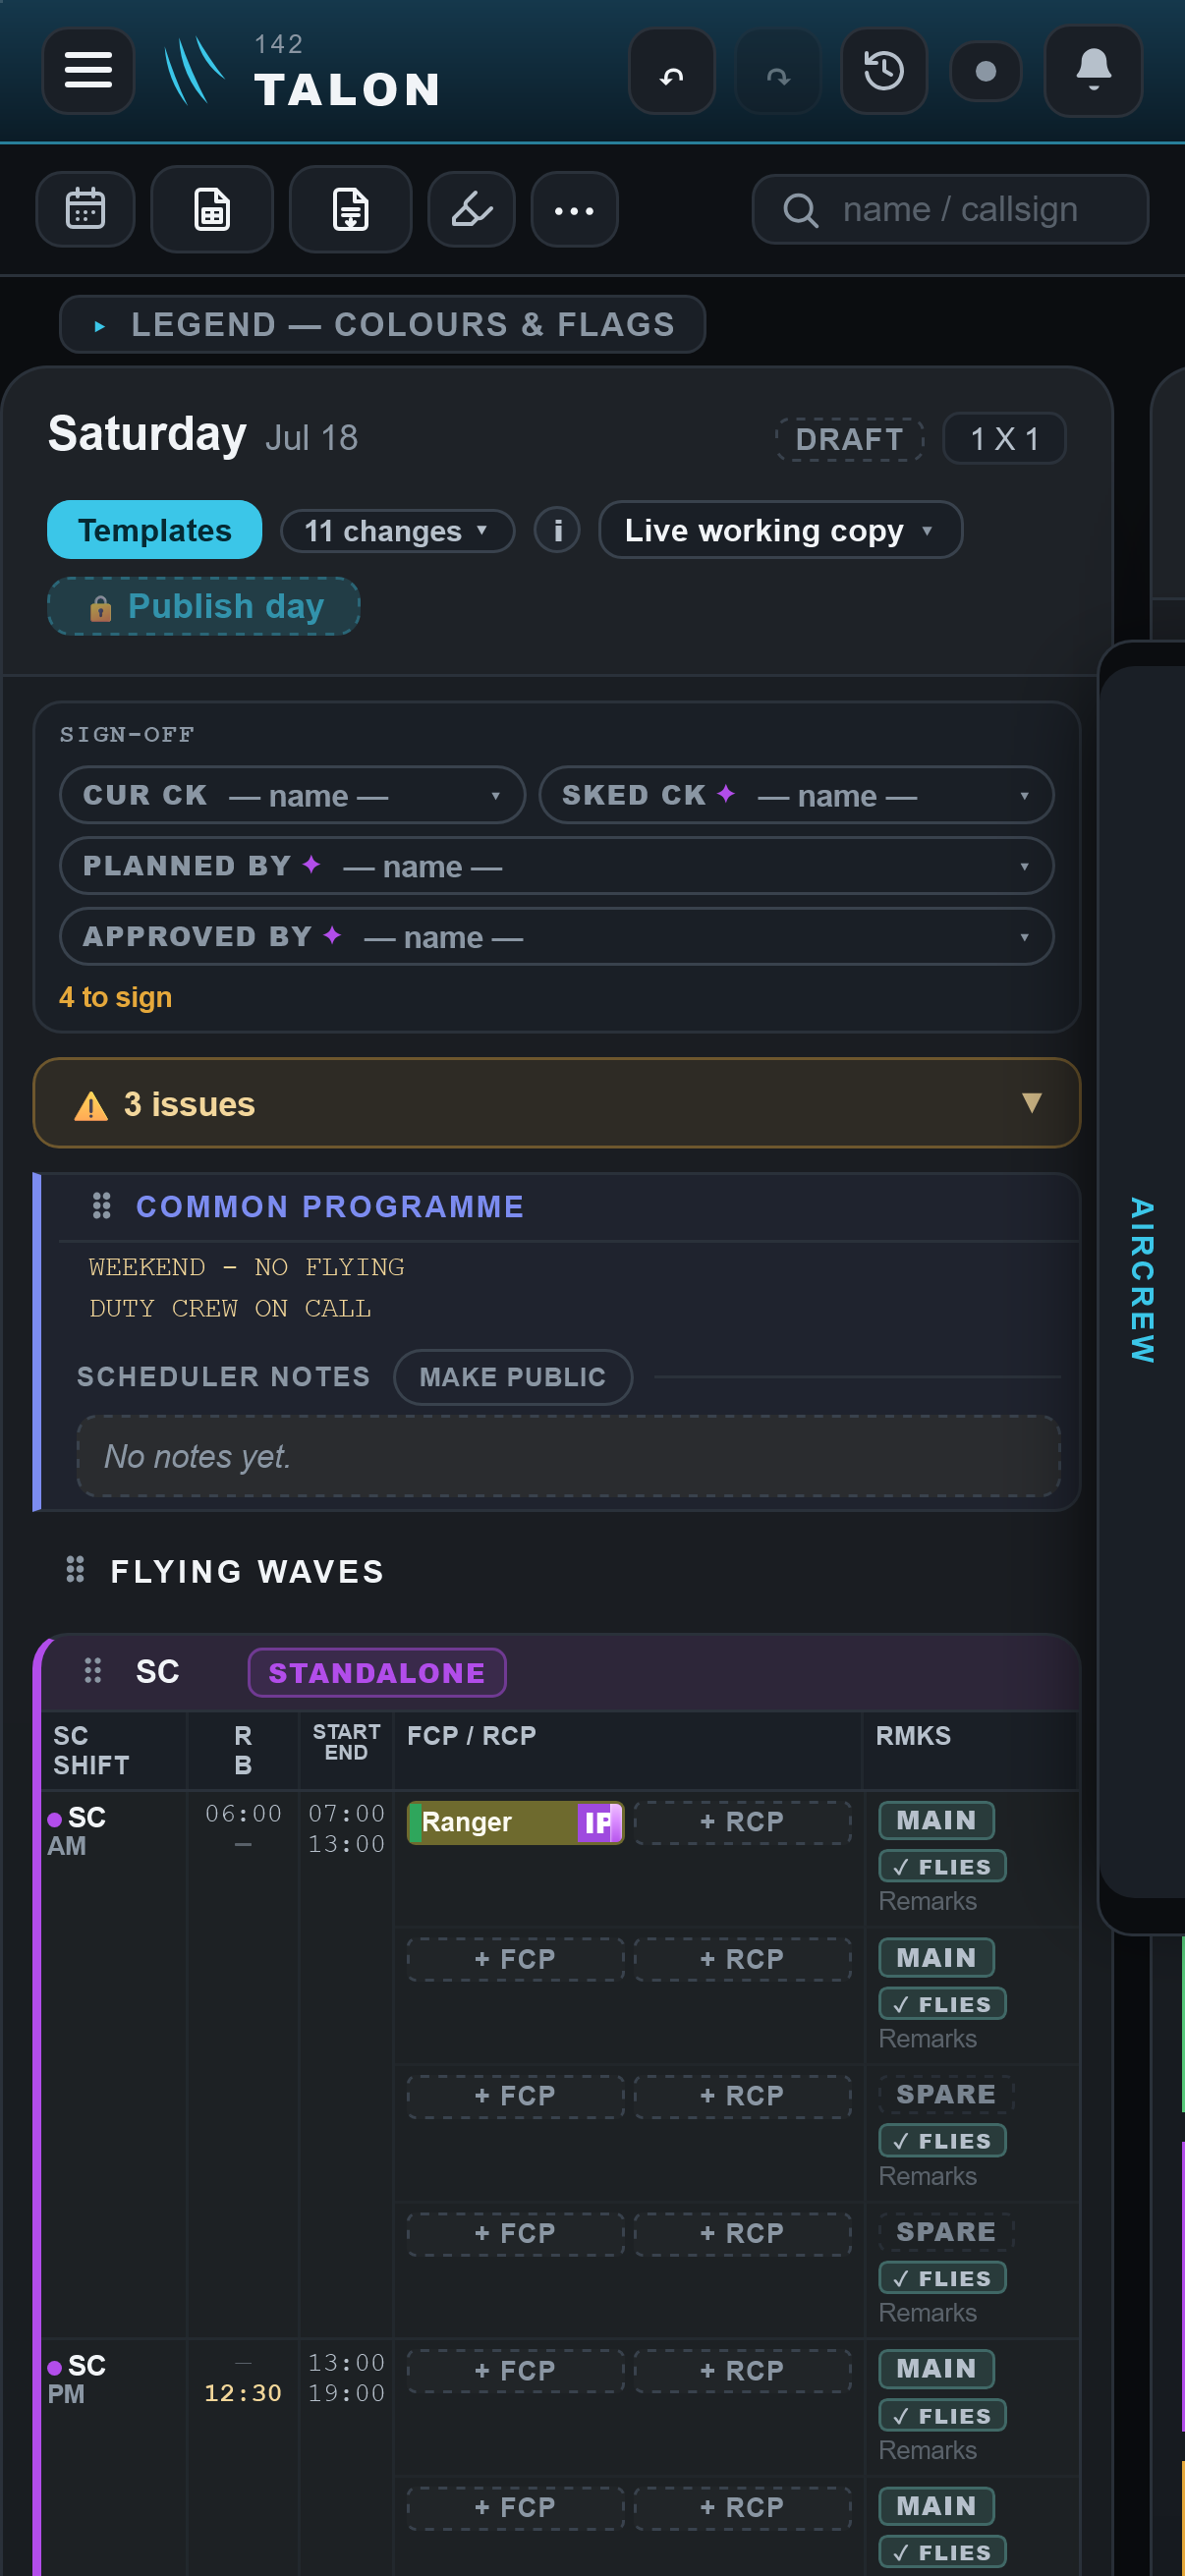 142
TALON
name / callsign
LEGEND — COLOURS & FLAGS
Saturday Jul 18 DRAFT 1 X 1
Templates 11 changes i Live working copy
Publish day
SIGN-OFF
CUR CK — name — SKED CK — name —
PLANNED BY — name —
APPROVED BY — name —
4 to sign
3 issues
COMMON PROGRAMME
WEEKEND - NO FLYING
DUTY CREW ON CALL
SCHEDULER NOTES MAKE PUBLIC
No notes yet.
AIRCREW
FLYING WAVES
SC STANDALONE
SC SHIFT R B START END FCP / RCP RMKS
SC AM 06:00 — 07:00 13:00 Ranger IP + RCP MAIN
✓ FLIES
Remarks
+ FCP + RCP MAIN
✓ FLIES
Remarks
+ FCP + RCP SPARE
✓ FLIES
Remarks
+ FCP + RCP SPARE
✓ FLIES
Remarks
SC PM — 12:30 13:00 19:00 + FCP + RCP MAIN
✓ FLIES
Remarks
+ FCP + RCP MAIN
✓ FLIES